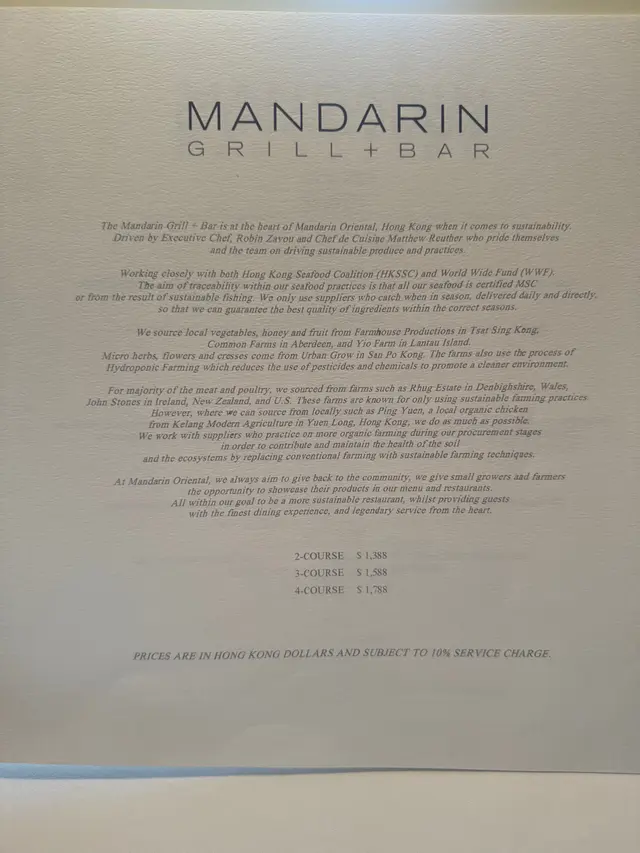 MANDARIN
GRILL+BAR
The Mandarin Grill + Bar is at the heart of Mandarin Oriental, Hong Kong when it comes to sustainability.
Driven by Executive Chef, Robin Zavou and Chef de Cuisine Matthew Reuther who pride themselves
and the team on driving sustainable produce and practices.
Working closely with both Hong Kong Seafood Coalition (HKSSC) and World Wide Fund (WWF).
The aim of traceability within our seafood practices is that all our seafood is certified MSC
or from the result of sustainable fishing. We only use suppliers who catch when in season, delivered daily and directly,
so that we can guarantee the best quality of ingredients within the correct seasons.
We source local vegetables, honey and fruit from Farmhouse Productions in Tsat Sing Kong,
Common Farms in Aberdeen, and Yio Farm in Lantau Island.
Micro herbs, flowers and cresses come from Urban Grow in San Po Kong. The farms also use the process of
Hydroponic Farming which reduces the use of pesticides and chemicals to promote a cleaner environment.
For majority of the meat and poultry, we sourced from farms such as Rhug Estate in Denbighshire, Wales,
John Stones in Ireland, New Zealand, and U.S. These farms are known for only using sustainable farming practices
However, where we can source from locally such as Ping Yuen, a local organic chicken
from Kelang Modern Agriculture in Yuen Long, Hong Kong, we do as much as possible.
We work with suppliers who practice on more organic farming during our procurement stages
in order to contribute and maintain the health of the soil
and the ecosystems by replacing conventional farming with sustainable farming techniques.
At Mandarin Oriental, we always aim to give back to the community, we give small growers and farmers
the opportunity to showcase their products in our menu and restaurants.
All within our goal to be a more sustainable restaurant, whilst providing guests
with the finest dining experience, and legendary service from the heart.
2-COURSE $ 1,388
3-COURSE $ 1,588
4-COURSE $ 1,788
PRICES ARE IN HONG KONG DOLLARS AND SUBJECT TO 10% SERVICE CHARGE.